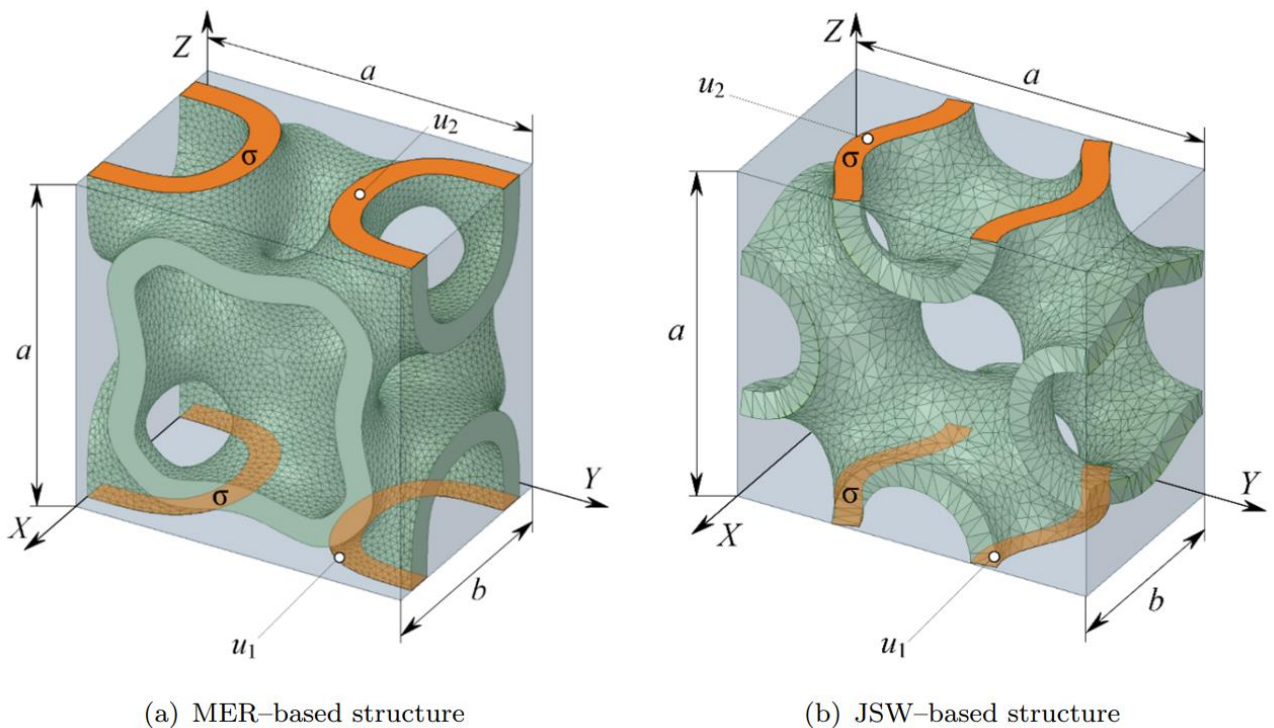 Z
a
u2
σ
a
σ
X
Y
b
u1
(a) MER–based structure
Z
a
u2
σ
a
σ
X
Y
b
u1
(b) JSW–based structure